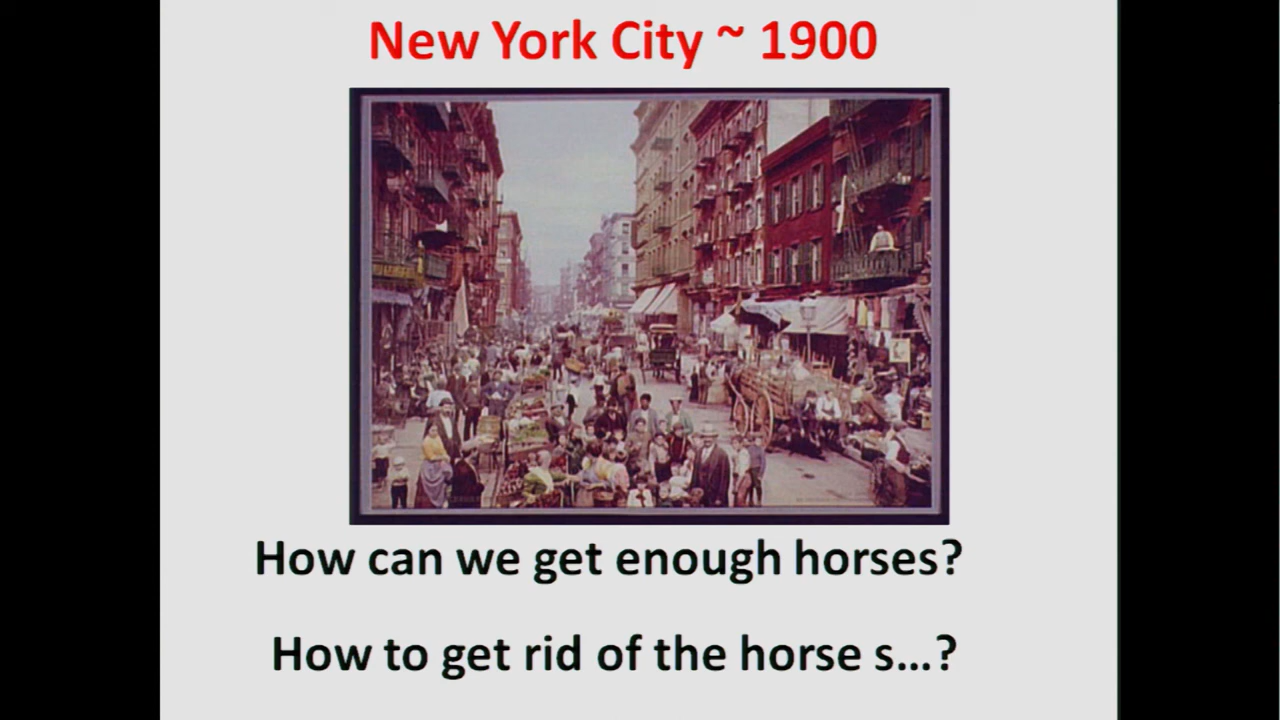 New York City ~ 1900
How can we get enough horses?
How to get rid of the horse s...?